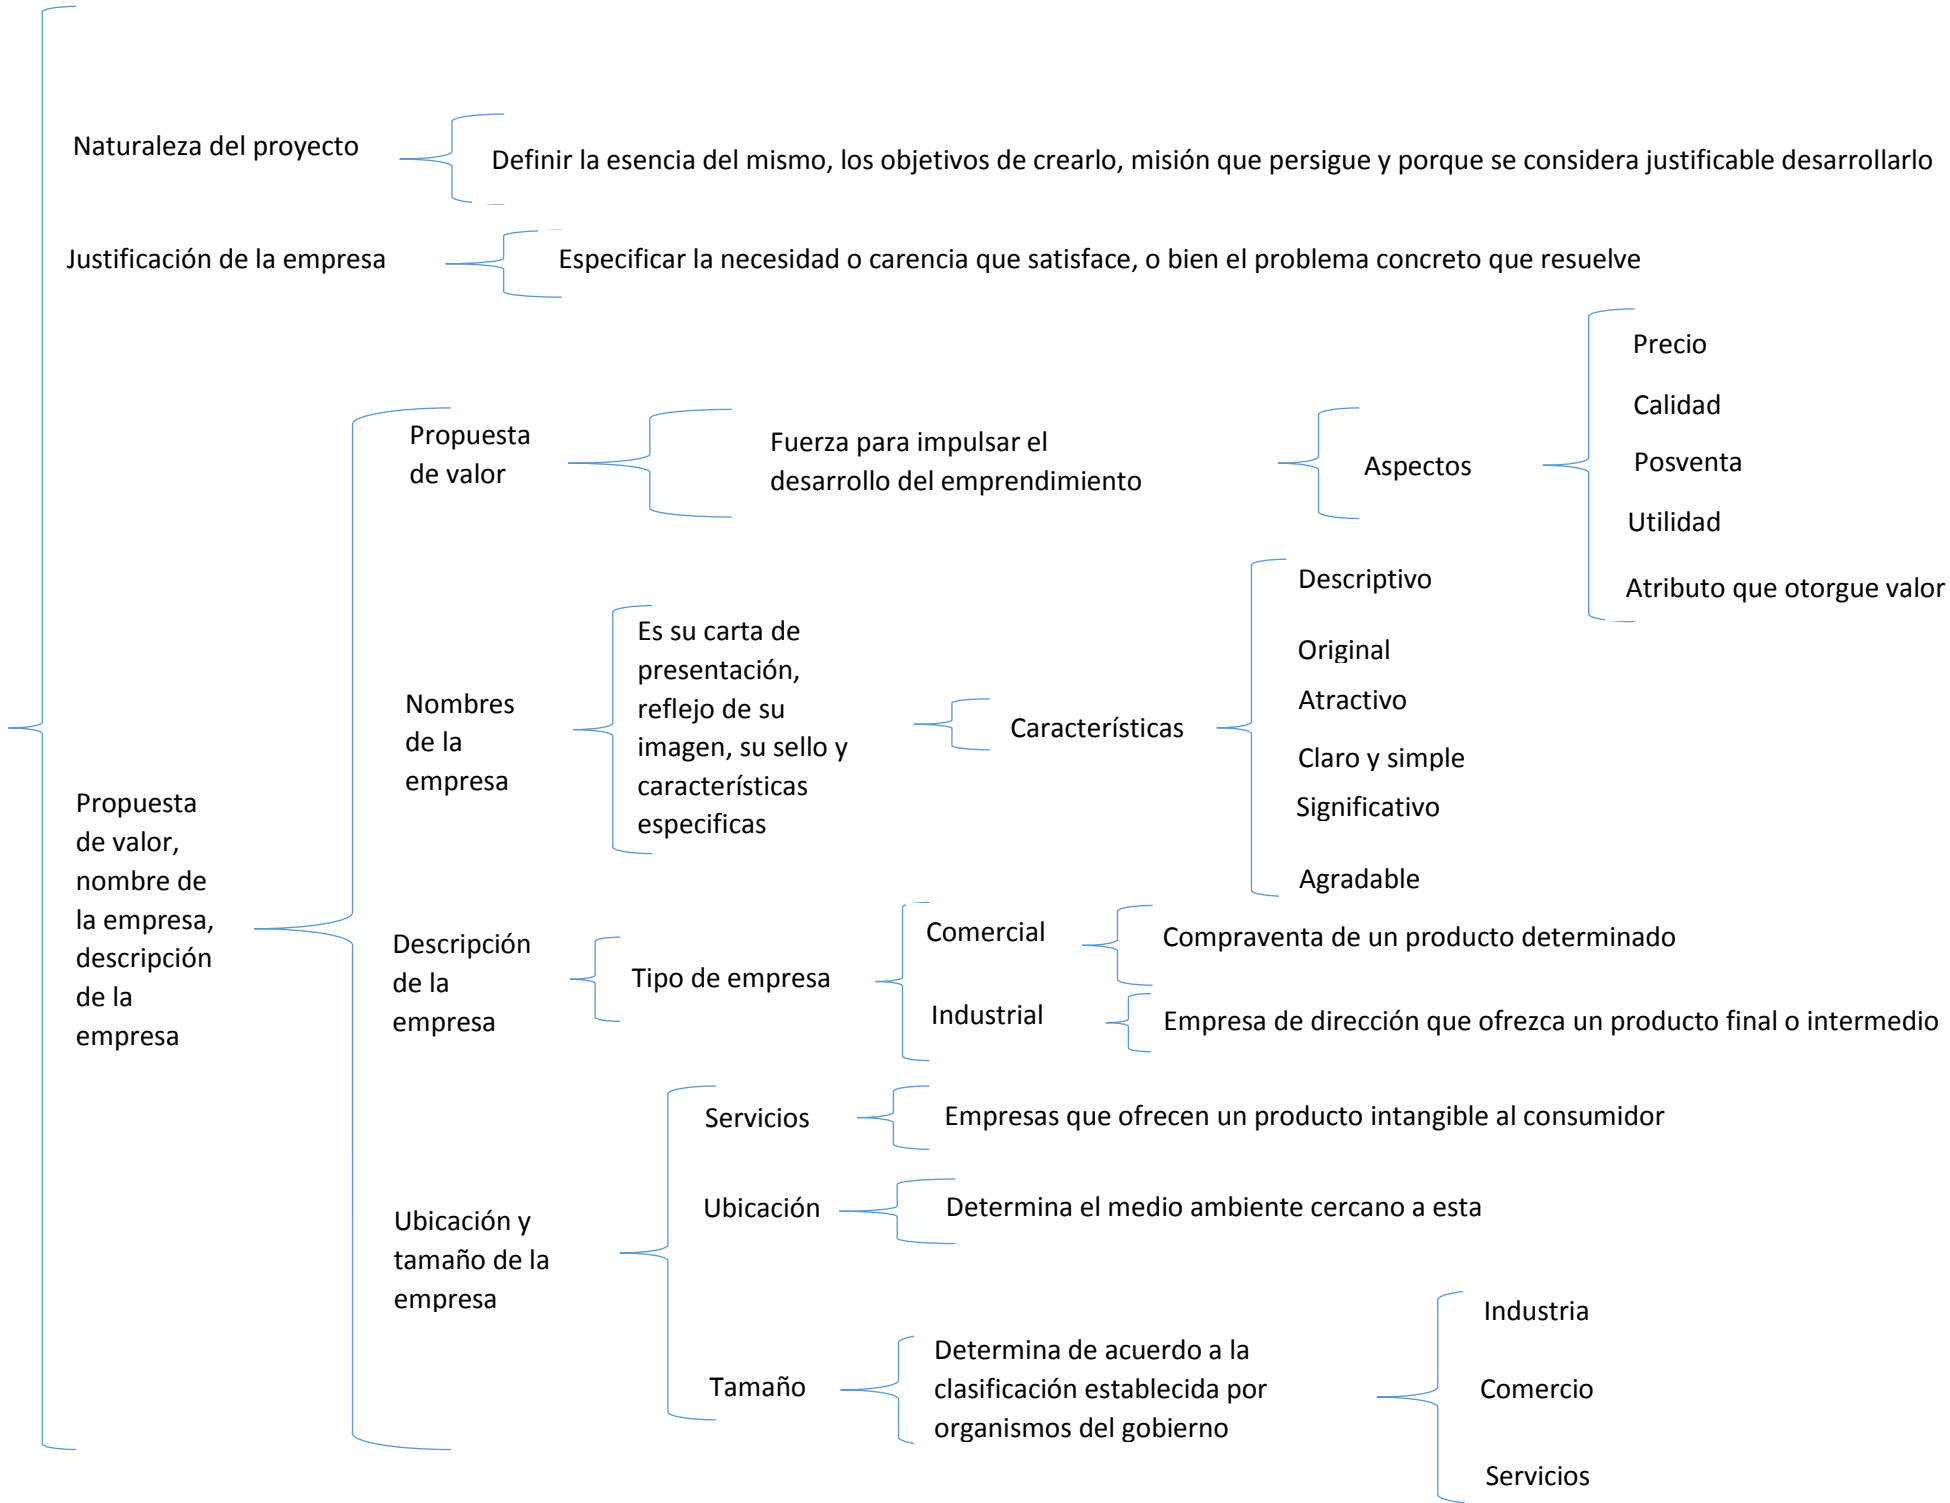 Naturaleza del proyecto
Definir la esencia del mismo, los objetivos de crearlo, misión que persigue y porque se considera justificable desarrollarlo
Justificación de la empresa
Especificar la necesidad o carencia que satisface, o bien el problema concreto que resuelve
Propuesta
de valor,
nombre de
la empresa,
descripción
de la
empresa
Propuesta
de valor
Fuerza para impulsar el
desarrollo del emprendimiento
Aspectos
Precio
Calidad
Posventa
Utilidad
Atributo que otorgue valor
Nombres
de la
empresa
Es su carta de
presentación,
reflejo de su
imagen, su sello y
características
especificas
Características
Descriptivo
Original
Atractivo
Claro y simple
Significativo
Agradable
Descripción
de la
empresa
Tipo de empresa
Comercial
Compraventa de un producto determinado
Industrial
Empresa de dirección que ofrezca un producto final o intermedio
Ubicación y
tamaño de la
empresa
Servicios
Empresas que ofrecen un producto intangible al consumidor
Ubicación
Determina el medio ambiente cercano a esta
Tamaño
Determina de acuerdo a la
clasificación establecida por
organismos del gobierno
Industria
Comercio
Servicios